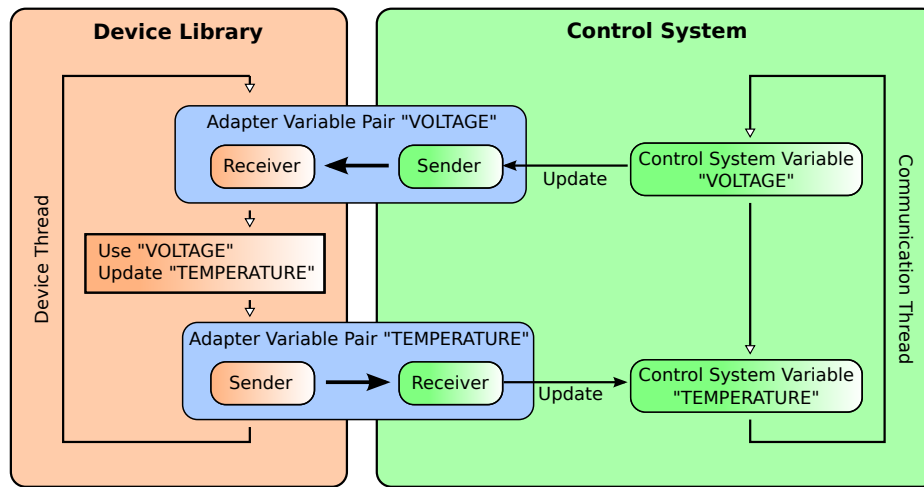 Device Library
Control System
Adapter Variable Pair "VOLTAGE"
Receiver
Sender
Update
Control System Variable
"VOLTAGE"
Device Thread
Use "VOLTAGE"
Update "TEMPERATURE"
Communication Thread
Adapter Variable Pair "TEMPERATURE"
Sender
Receiver
Update
Control System Variable
"TEMPERATURE"